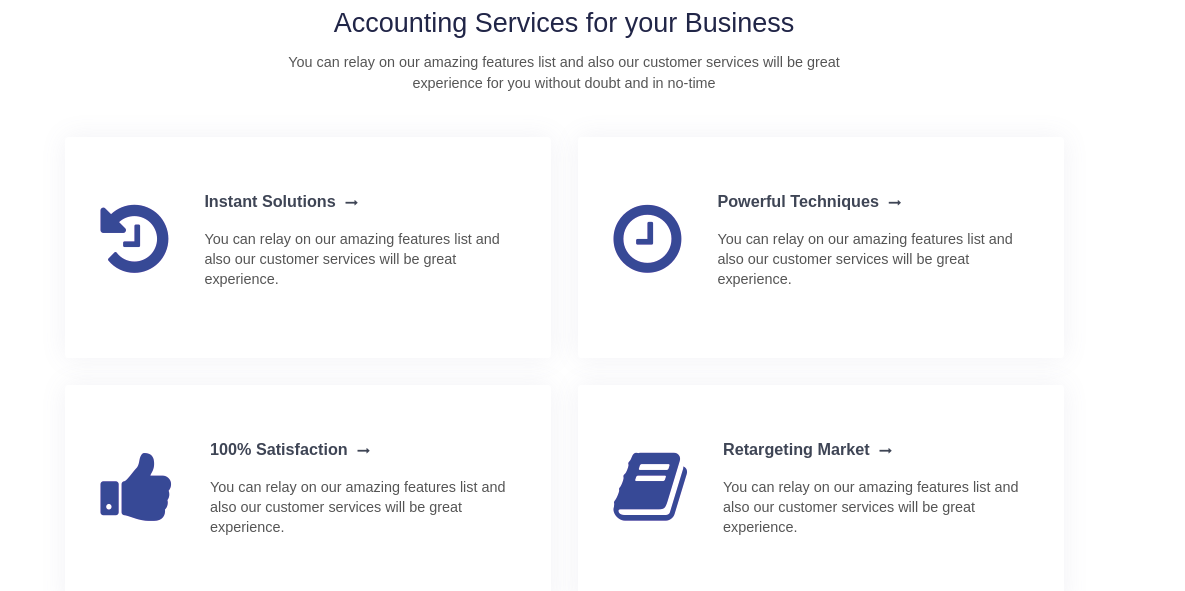 Accounting Services for your Business
You can relay on our amazing features list and also our customer services will be great
experience for you without doubt and in no-time
Instant Solutions →
You can relay on our amazing features list and
also our customer services will be great
experience.
Powerful Techniques →
You can relay on our amazing features list and
also our customer services will be great
experience.
100% Satisfaction →
You can relay on our amazing features list and
also our customer services will be great
experience.
Retargeting Market →
You can relay on our amazing features list and
also our customer services will be great
experience.